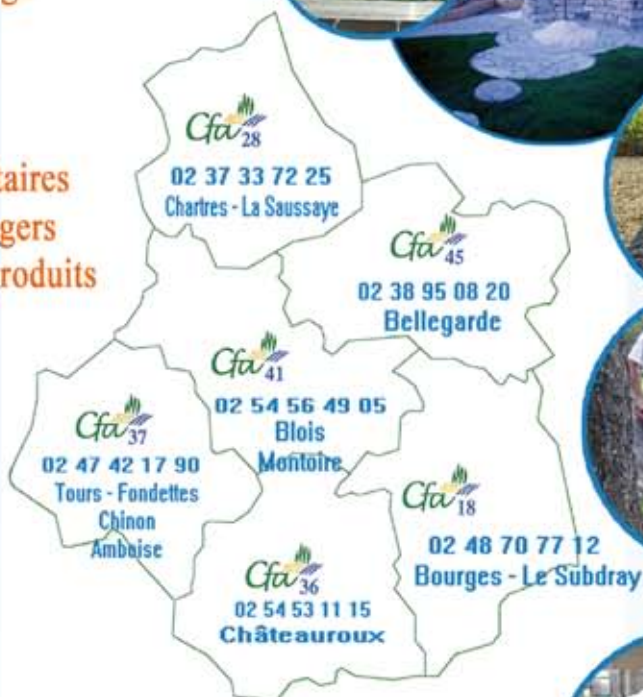 taires
gers
roduits
Cfa 28
02 37 33 72 25
Chartres - La Saussaye
Cfa 45
02 38 95 08 20
Bellegarde
Cfa 41
02 54 56 49 05
Blois
Montoire
Cfa 37
02 47 42 17 90
Tours - Fondettes
Chinon
Amboise
Cfa 18
02 48 70 77 12
Bourges - Le Subdray
Cfa 36
02 54 53 11 15
Châteauroux